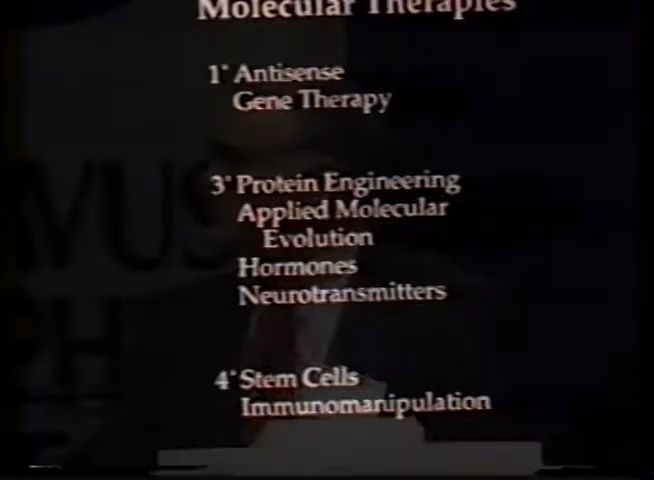 Molecular Therapies
1° Antisense
Gene Therapy
3° Protein Engineering
Applied Molecular
Evolution
Hormones
Neurotransmitters
4° Stem Cells
Immunomanipulation